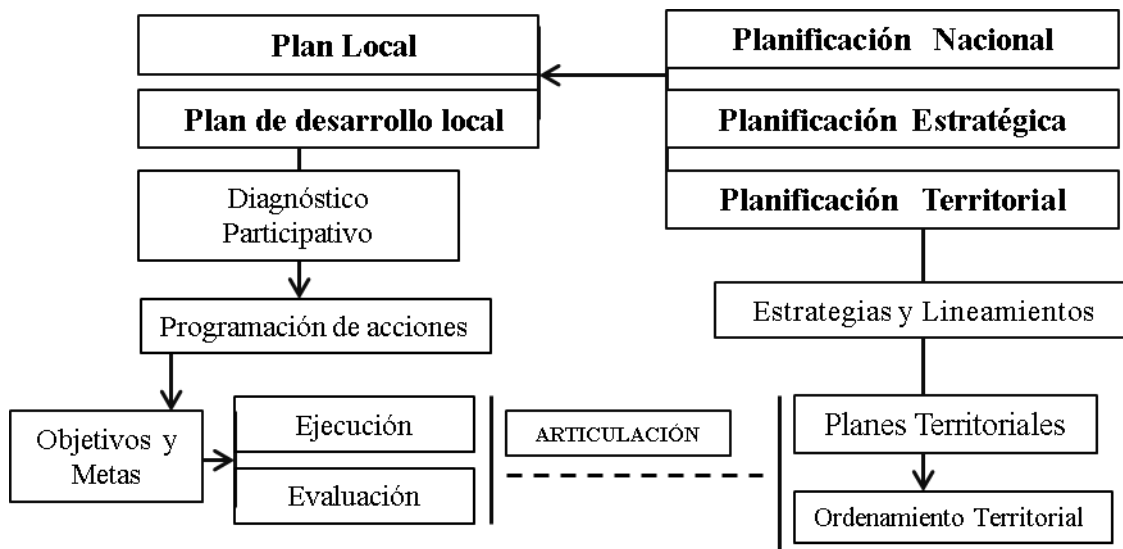 Plan Local
Plan de desarrollo local
Diagnóstico
Participativo
Programación de acciones
Objetivos y
Metas
Ejecución
Evaluación
ARTICULACIÓN
Planificación Nacional
Planificación Estratégica
Planificación Territorial
Estrategias y Lineamientos
Planes Territoriales
Ordenamiento Territorial